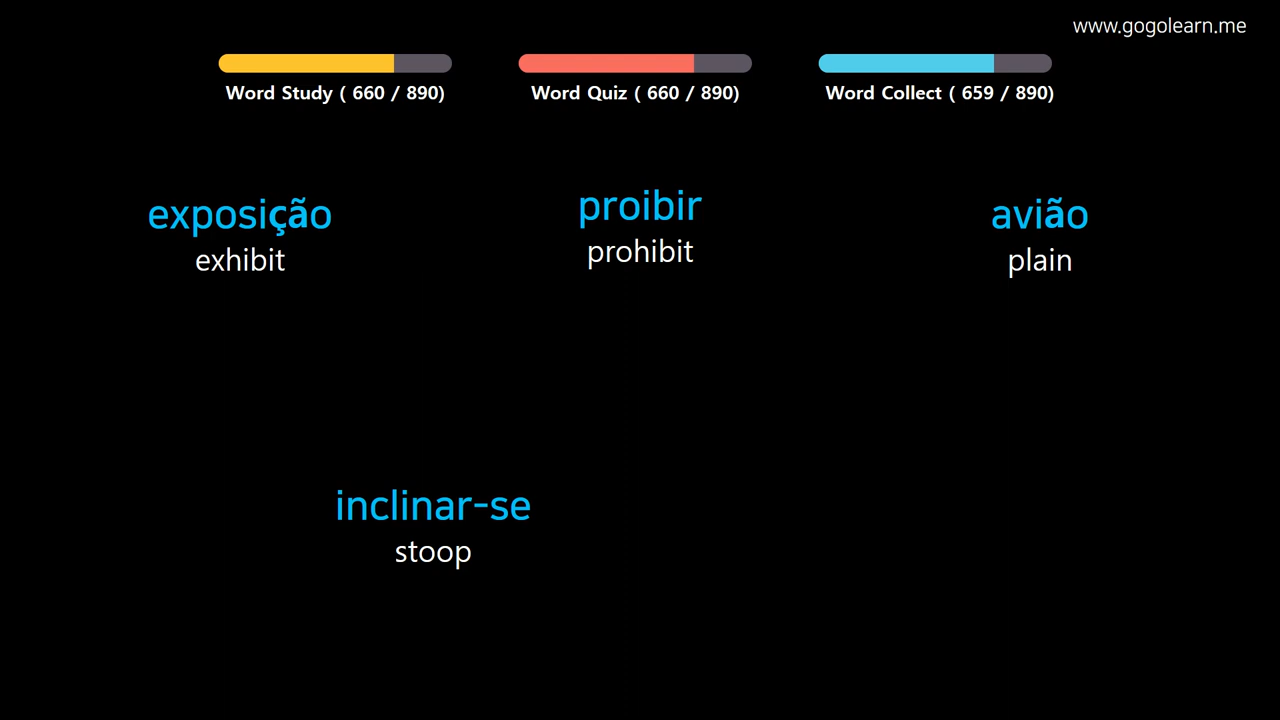 www.gogolearn.me
Word Study ( 660 / 890)
Word Quiz ( 660 / 890)
Word Collect ( 659 / 890)
exposição
exhibit
proibir
prohibit
avião
plain
inclinar-se
stoop